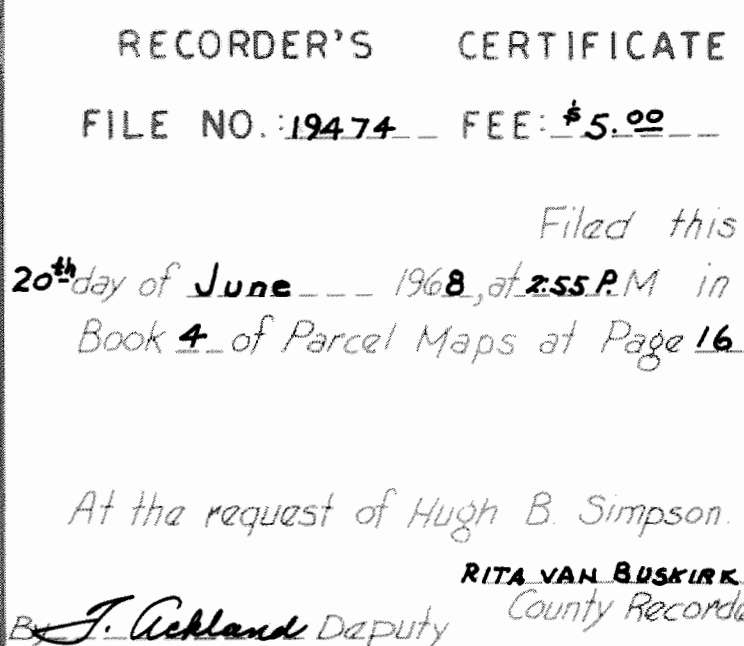 RECORDER'S CERTIFICATE
FILE NO.: 19474 FEE: $5.00
Filed this
20th day of June 1968, at 2:55 P.M in
Book 4 of Parcel Maps at Page 16
At the request of Hugh B. Simpson.
RITA VAN BUSKIRK
County Recorde
By J. Ackland Deputy